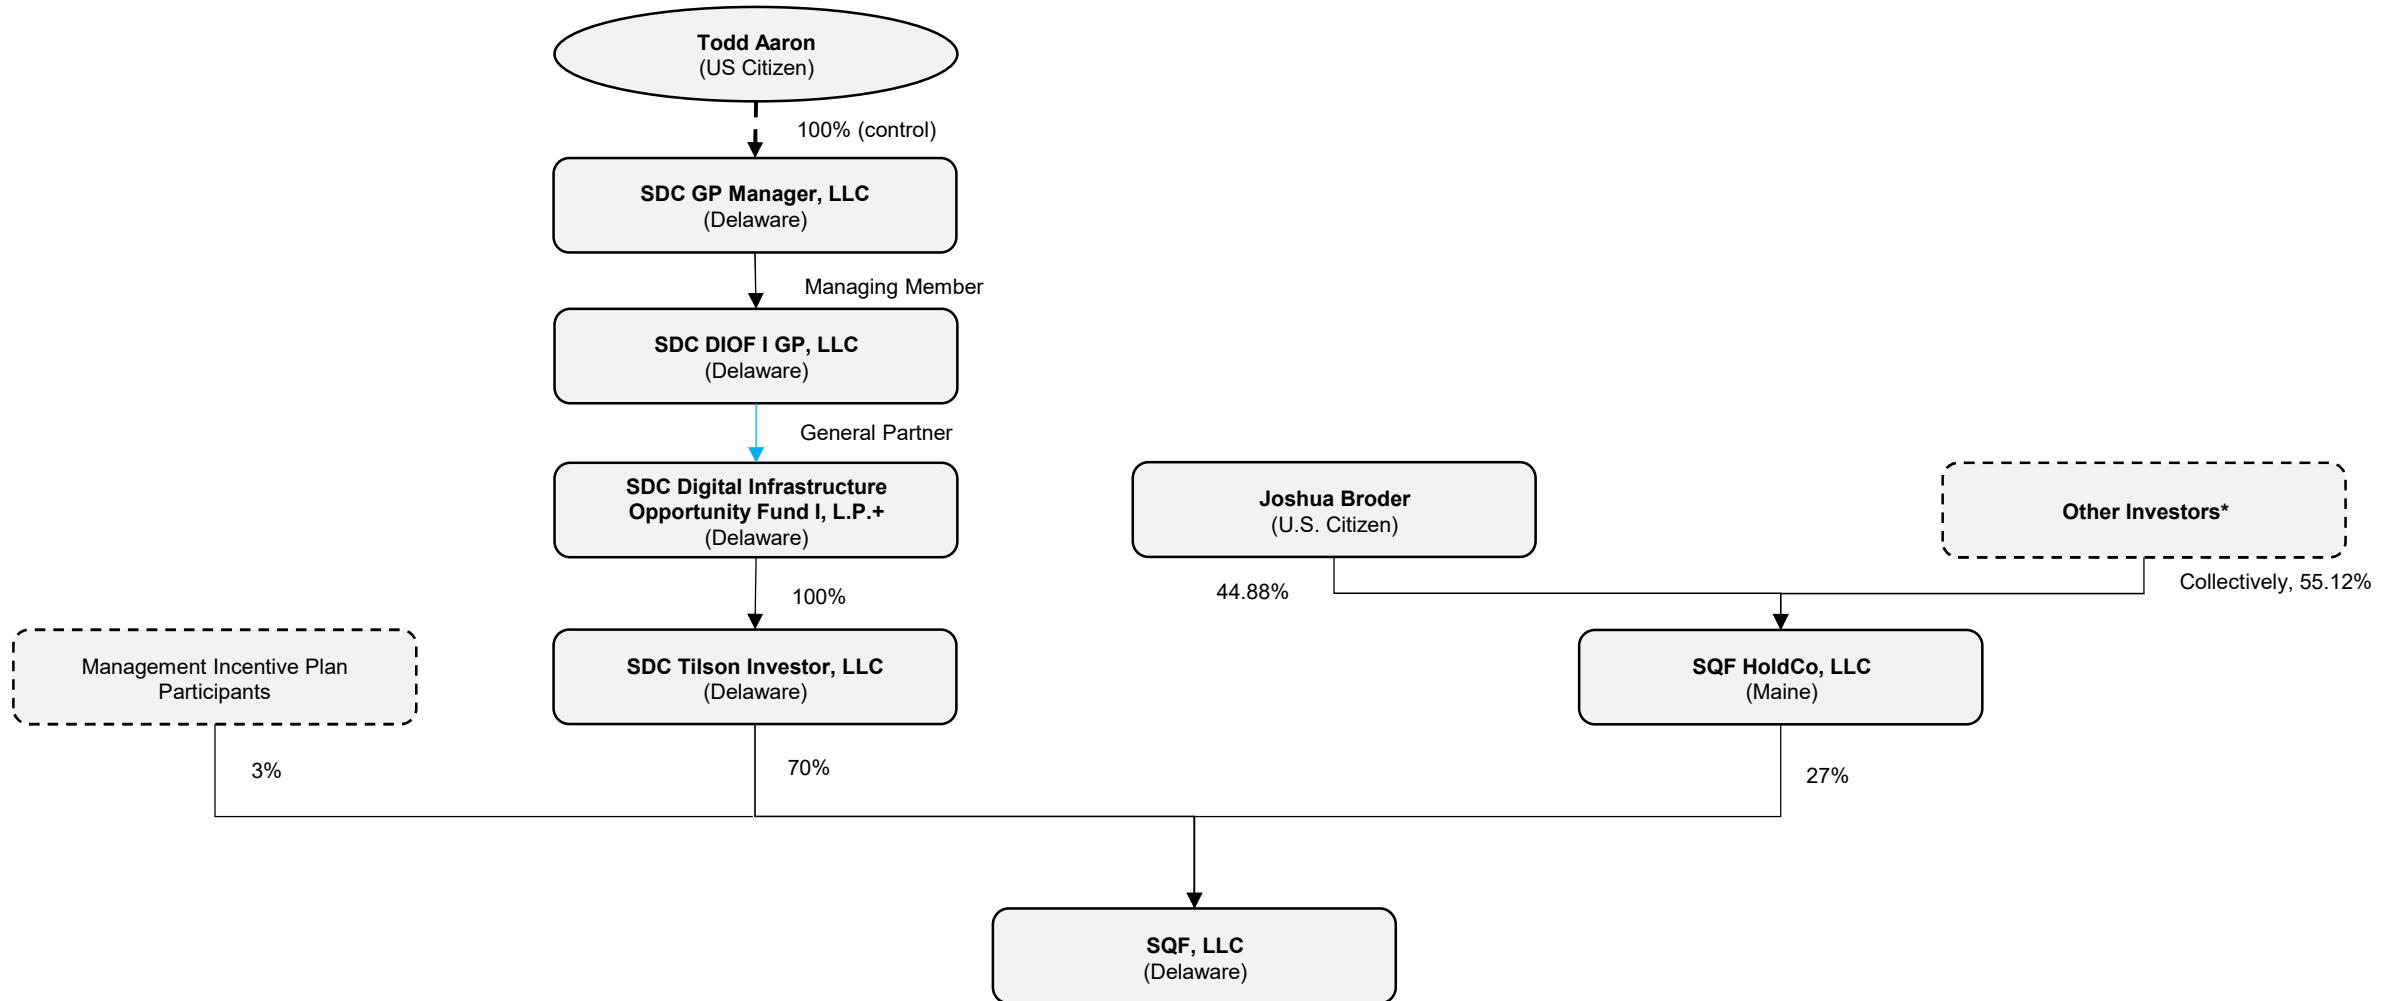 Todd Aaron
(US Citizen)
100% (control)
SDC GP Manager, LLC
(Delaware)
Managing Member
SDC DIOF I GP, LLC
(Delaware)
General Partner
SDC Digital Infrastructure
Opportunity Fund I, L.P.+
(Delaware)
Joshua Broder
(U.S. Citizen)
Other Investors*
100%
44.88%
Collectively, 55.12%
Management Incentive Plan
Participants
SDC Tilson Investor, LLC
(Delaware)
SQF HoldCo, LLC
(Maine)
3%
70%
27%
SQF, LLC
(Delaware)